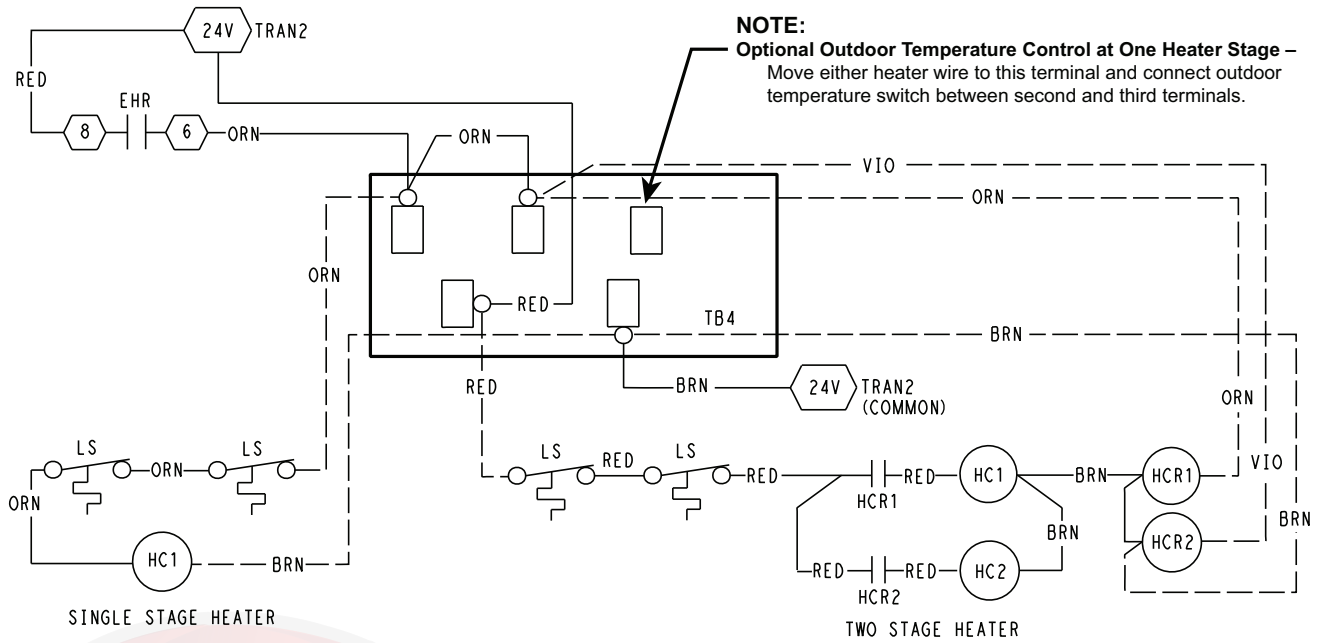 NOTE:
Optional Outdoor Temperature Control at One Heater Stage –
Move either heater wire to this terminal and connect outdoor
temperature switch between second and third terminals.
24V TRAN2
RED
EHR
8 6 ORN
ORN
VIO
ORN
ORN
RED
TB4
BRN
RED
BRN
24V TRAN2
(COMMON)
ORN
LS
LS
ORN
ORN
HC1
BRN
SINGLE STAGE HEATER
LS
RED
LS
RED
HCR1
RED
HC1
BRN
HCR1
VIO
BRN
BRN
HCR2
RED
HCR2
RED
HC2
TWO STAGE HEATER